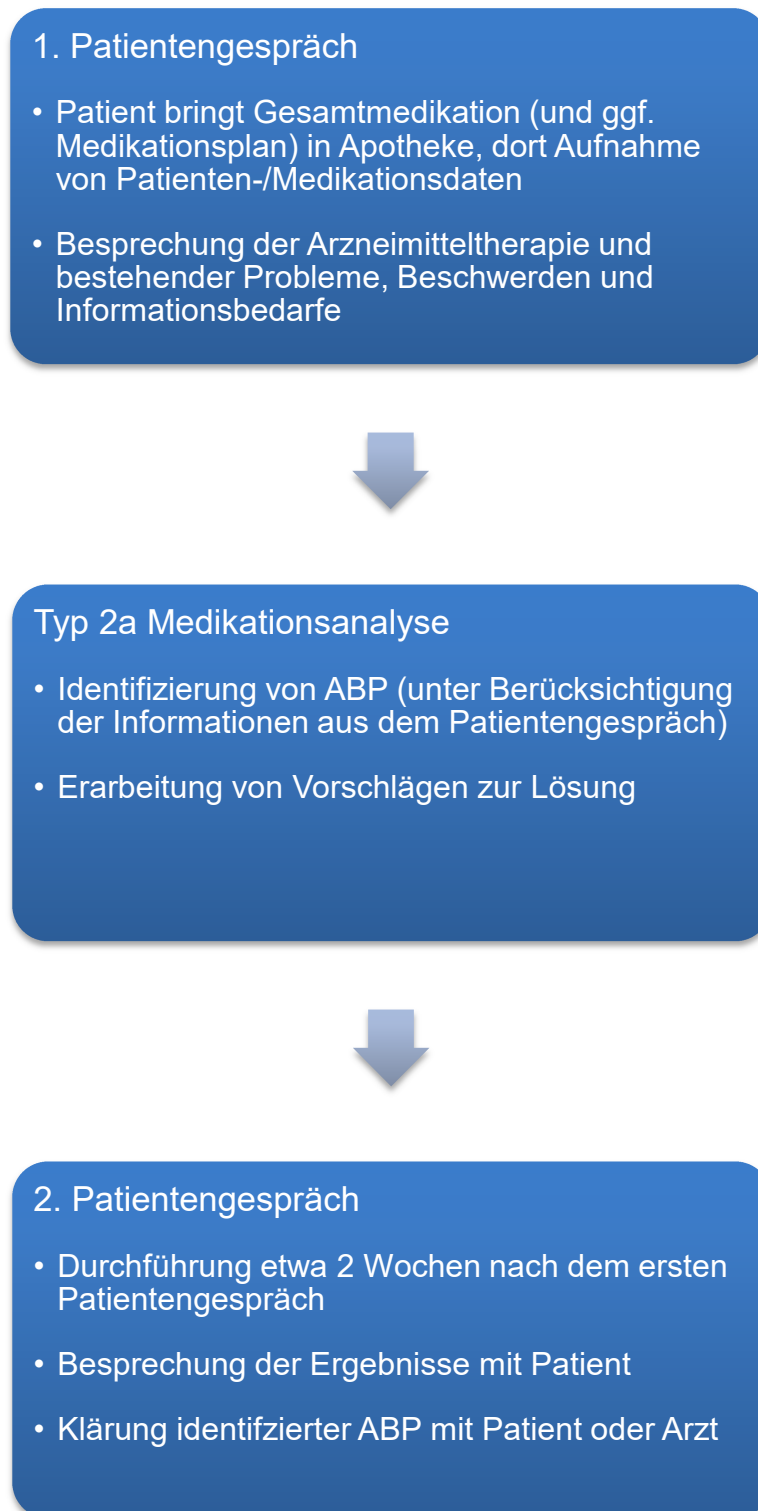 1. Patientengespräch
• Patient bringt Gesamtmedikation (und ggf.
Medikationsplan) in Apotheke, dort Aufnahme
von Patienten-/Medikationsdaten
• Besprechung der Arzneimitteltherapie und
bestehender Probleme, Beschwerden und
Informationsbedarfe
Typ 2a Medikationsanalyse
• Identifizierung von ABP (unter Berücksichtigung
der Informationen aus dem Patientengespräch)
• Erarbeitung von Vorschlägen zur Lösung
2. Patientengespräch
• Durchführung etwa 2 Wochen nach dem ersten
Patientengespräch
• Besprechung der Ergebnisse mit Patient
• Klärung identifzierter ABP mit Patient oder Arzt